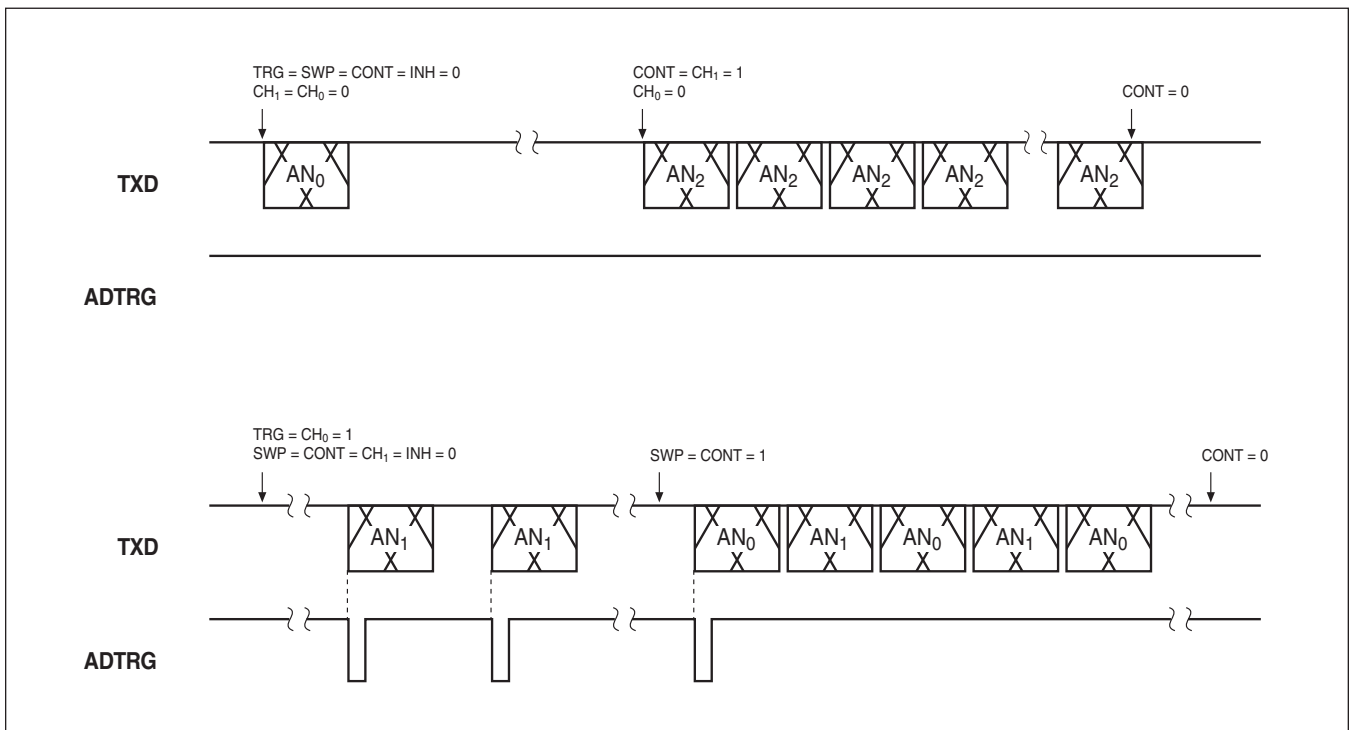 TRG = SWP = CONT = INH = 0
CH₁ = CH₀ = 0
CONT = CH₁ = 1
CH₀ = 0
CONT = 0
TXD
AN₀
AN₂
AN₂
AN₂
AN₂
AN₂
ADTRG
TRG = CH₀ = 1
SWP = CONT = CH₁ = INH = 0
SWP = CONT = 1
CONT = 0
TXD
AN₁
AN₁
AN₀
AN₁
AN₀
AN₁
AN₀
ADTRG